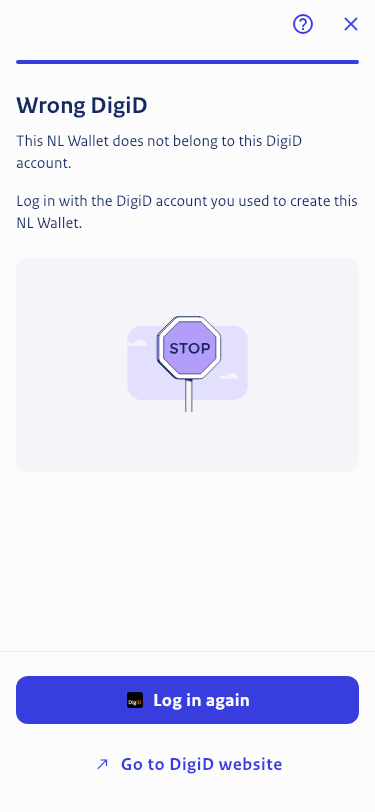 Wrong DigiD
This NL Wallet does not belong to this DigiD
account.
Log in with the DigiD account you used to create this
NL Wallet.
STOP
DigiD Log in again
Go to DigiD website